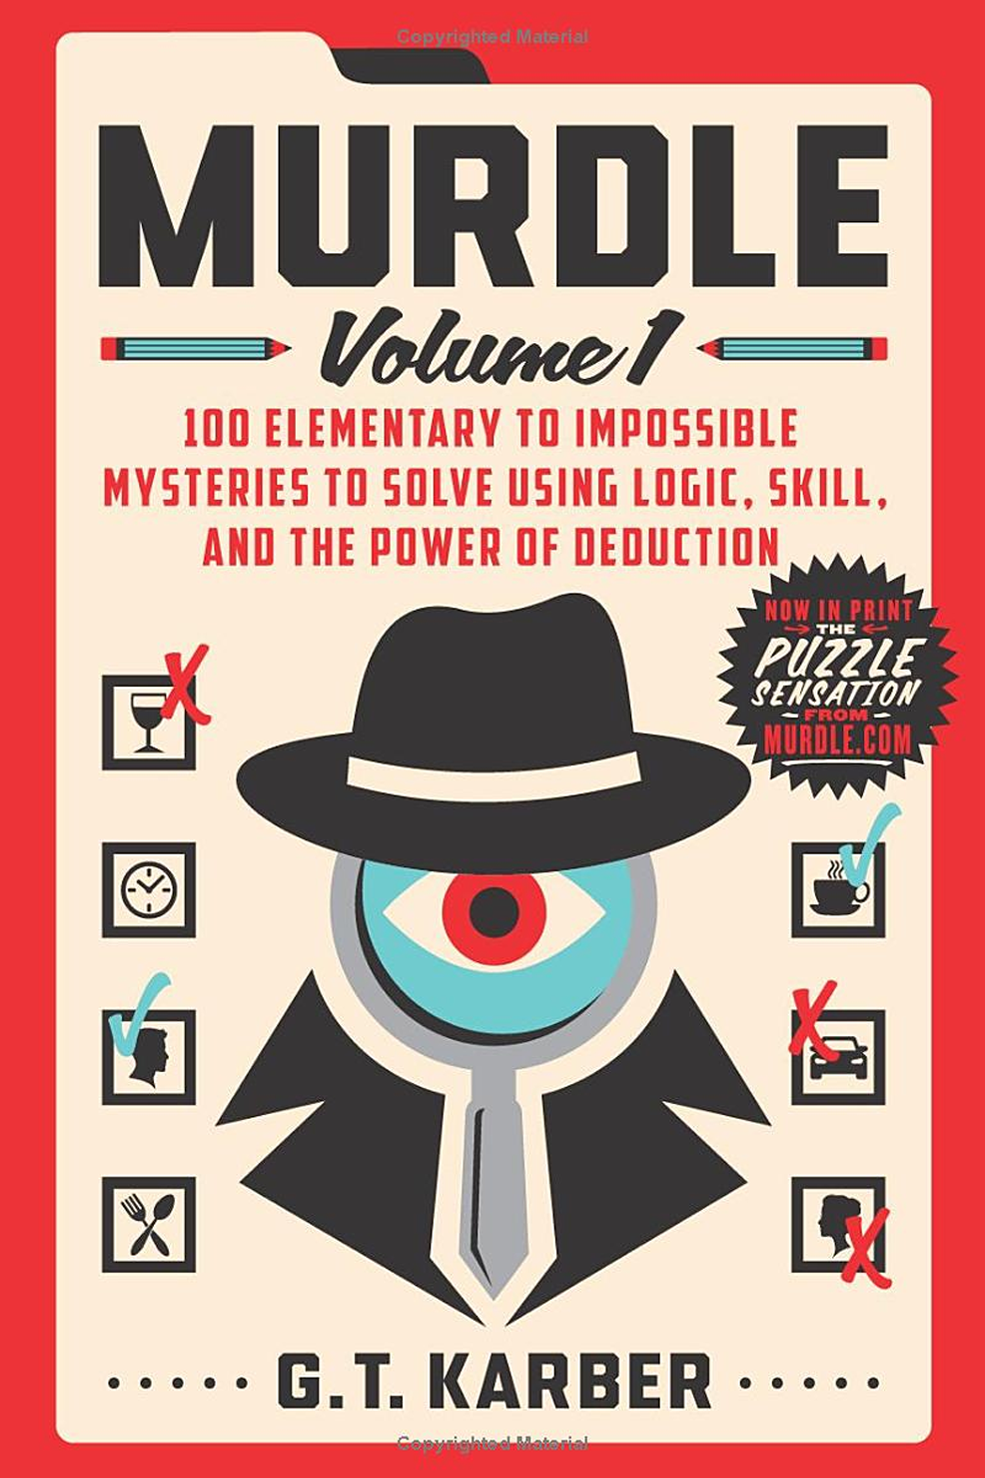 Copyrighted Material
MURDLE
Volume 1
100 ELEMENTARY TO IMPOSSIBLE
MYSTERIES TO SOLVE USING LOGIC, SKILL,
AND THE POWER OF DEDUCTION
NOW IN PRINT
THE
PUZZLE
SENSATION
FROM
MURDLE.COM
G.T. KARBER
Copyrighted Material